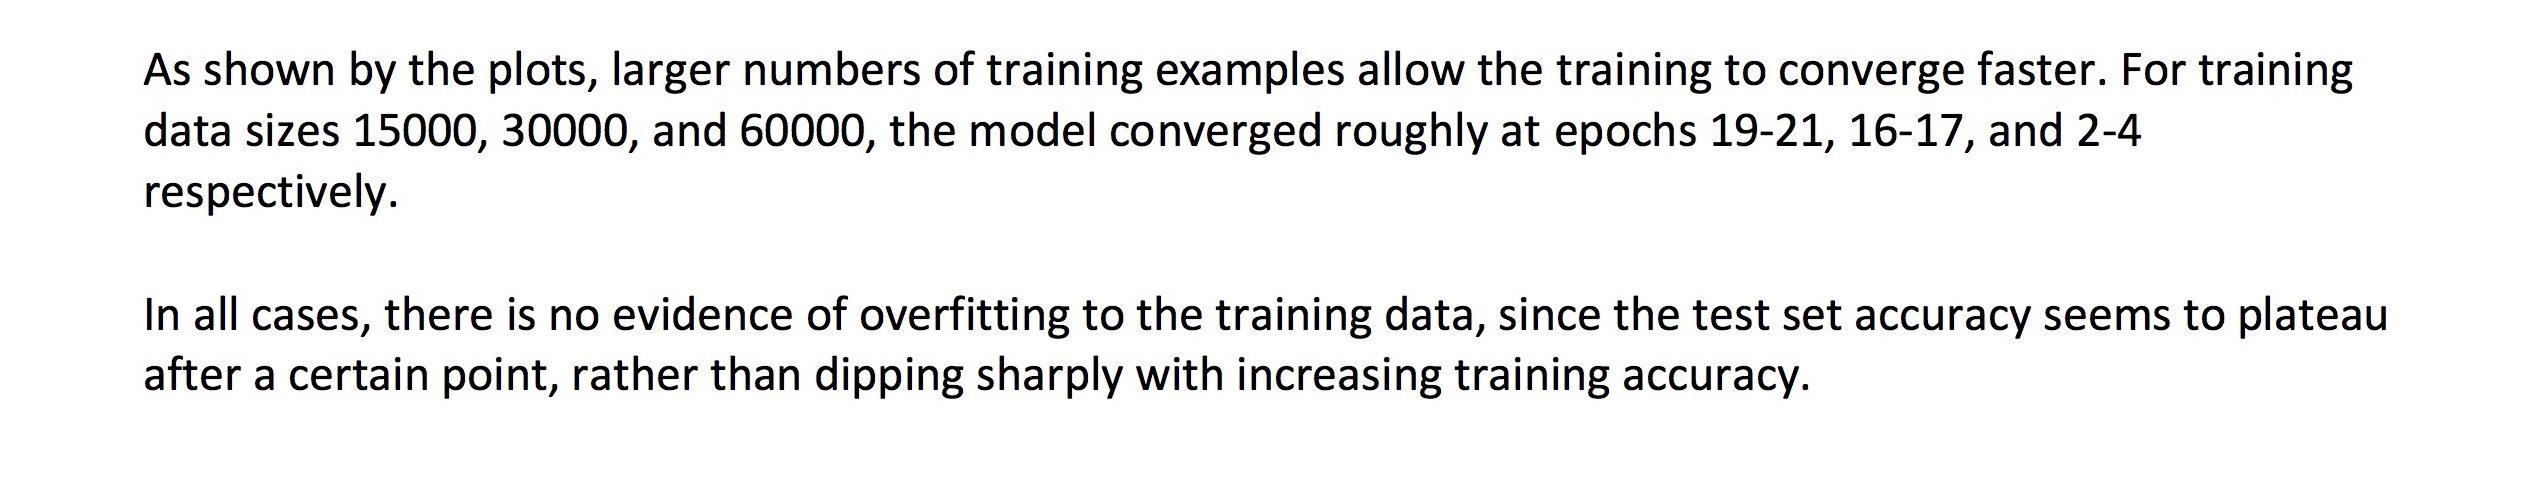 As shown by the plots, larger numbers of training examples allow the training to converge faster. For training
data sizes 15000, 30000, and 60000, the model converged roughly at epochs 19-21, 16-17, and 2-4
respectively.
In all cases, there is no evidence of overfitting to the training data, since the test set accuracy seems to plateau
after a certain point, rather than dipping sharply with increasing training accuracy.